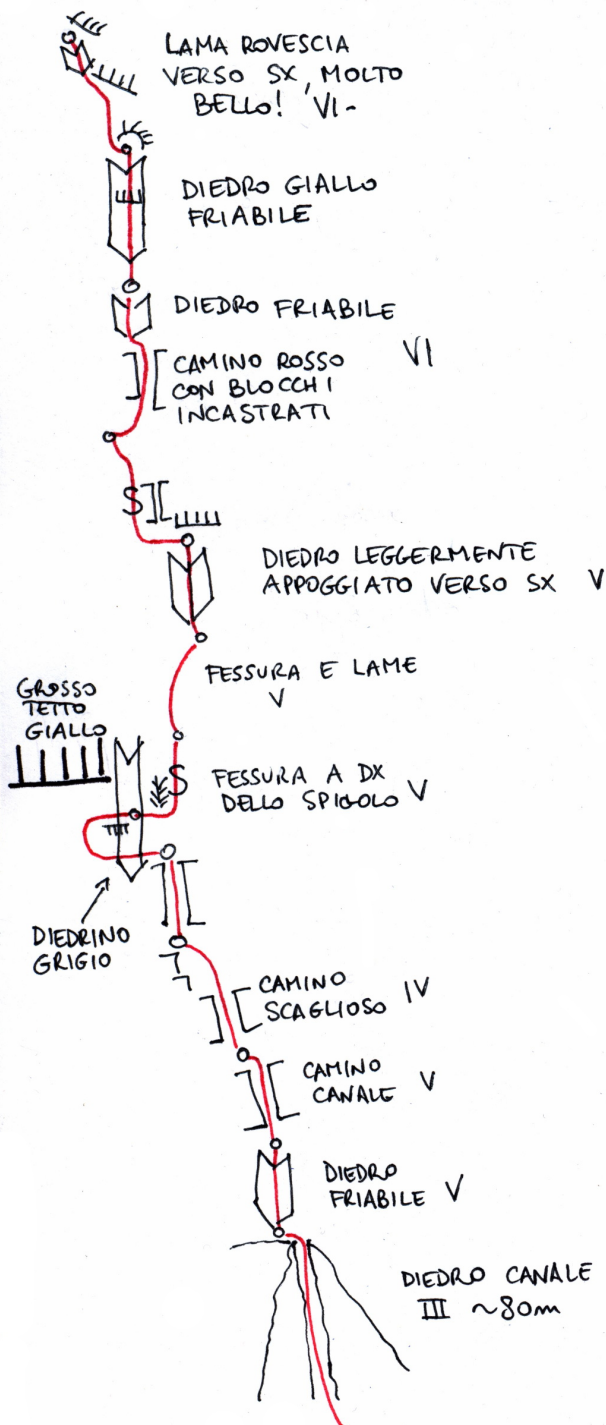 LAMA ROVESCIA
VERSO SX, MOLTO
BELLO! VI-
DIEDRO GIALLO
FRIABILE
DIEDRO FRIABILE
VI
CAMINO ROSSO
CON BLOCCHI
INCASTRATI
S
DIEDRO LEGGERMENTE
APPOGGIATO VERSO SX V
FESSURA E LAME
V
GROSSO
TETTO
GIALLO
S
FESSURA A DX
DELLO SPIGOLO V
DIEDRINO
GRIGIO
CAMINO
SCAGLIOSO IV
CAMINO
CANALE V
DIEDRO
FRIABILE V
DIEDRO CANALE
III ~80m